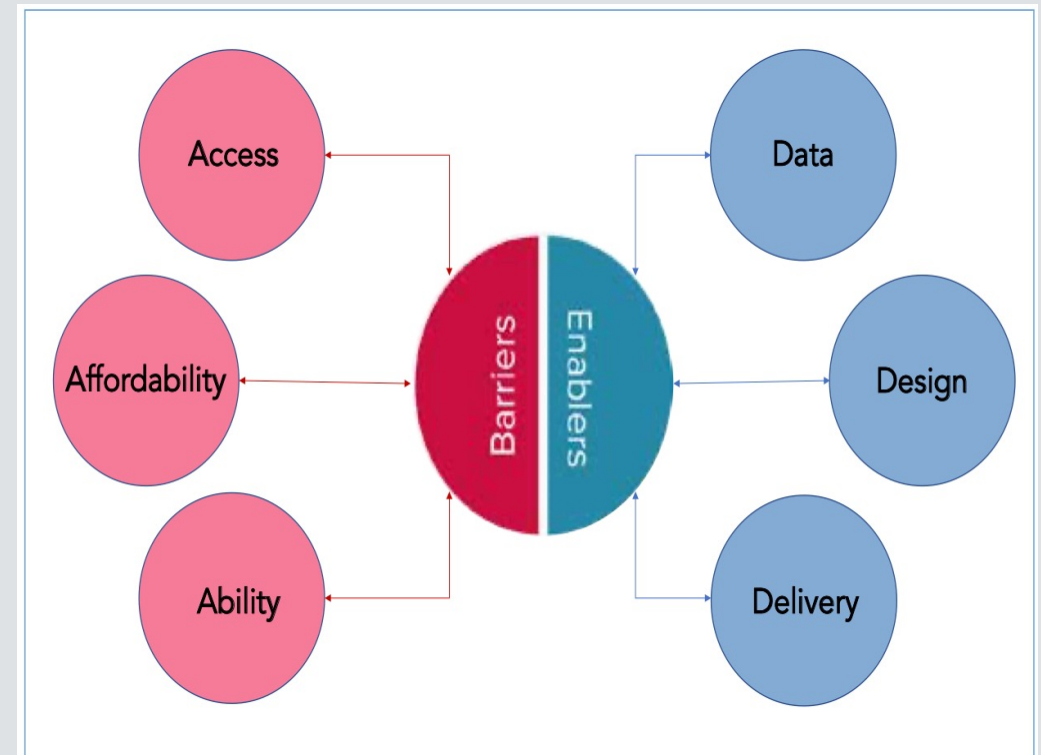 Access
Data
Barriers
Enablers
Affordability
Design
Ability
Delivery